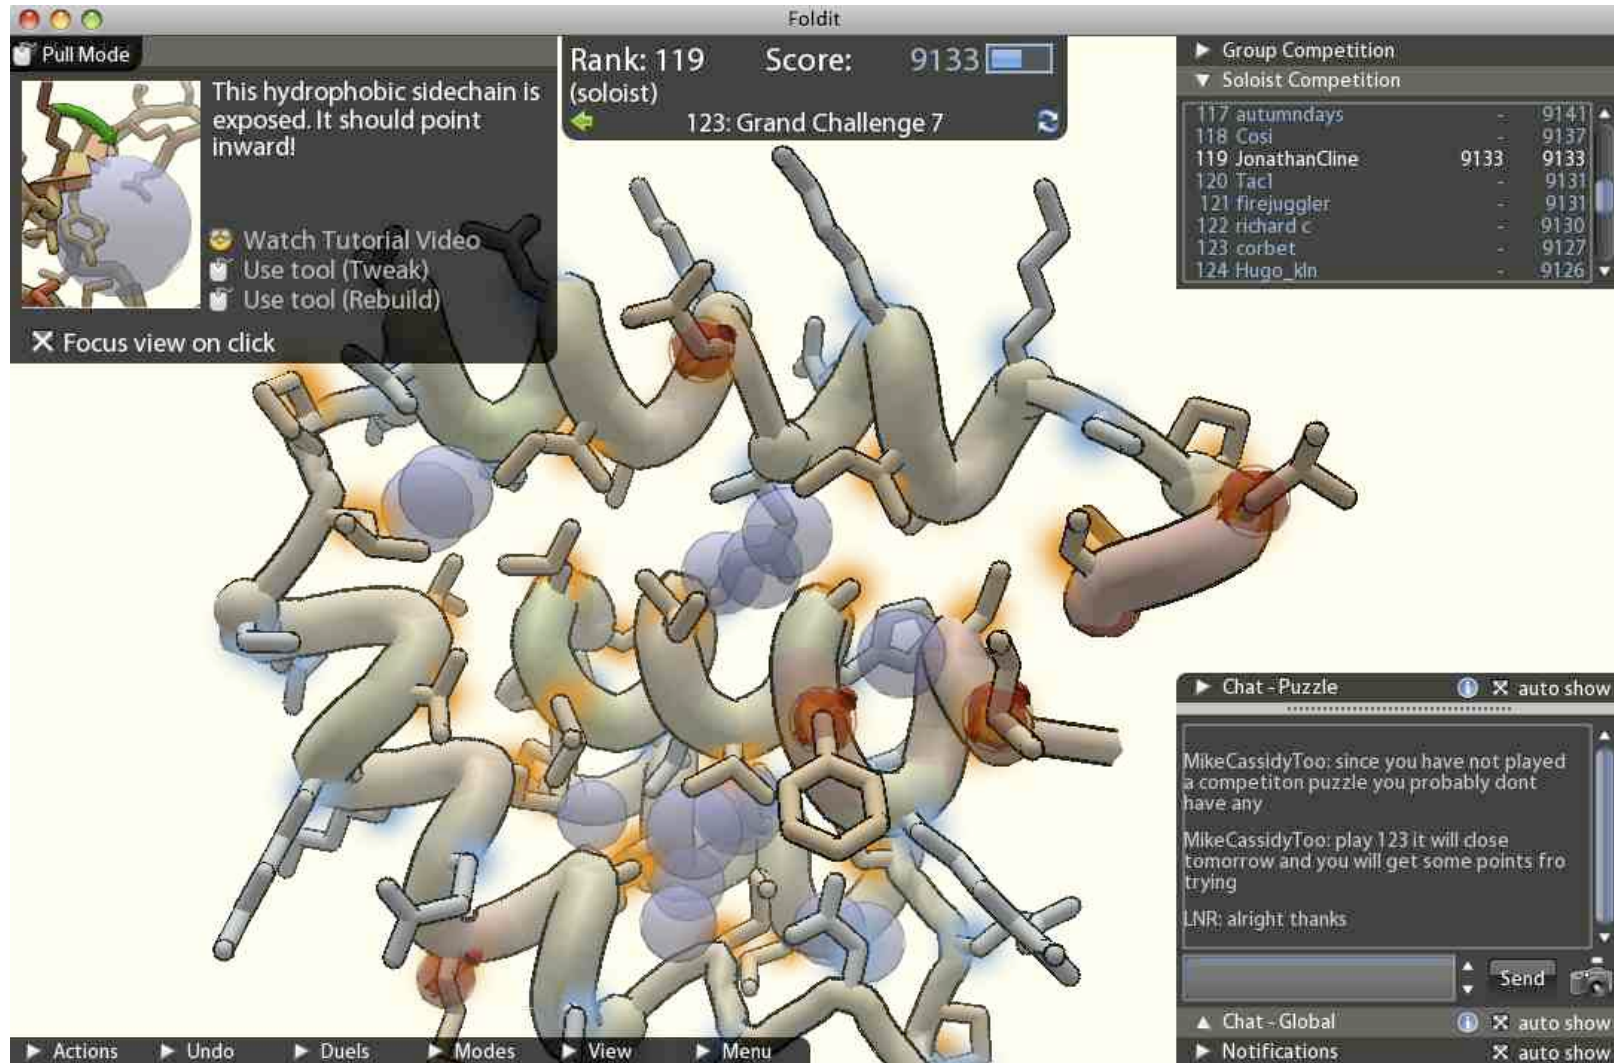 Foldit
Pull Mode
This hydrophobic sidechain is
exposed. It should point
inward!
Watch Tutorial Video
Use tool (Tweak)
Use tool (Rebuild)
Focus view on click
Rank: 119 Score: 9133
(soloist)
123: Grand Challenge 7
Group Competition
Soloist Competition
117 autumndays - 9141
118 Cosi - 9137
119 JonathanCline 9133 9133
120 Tac1 - 9131
121 firejuggler - 9131
122 richard c - 9130
123 corbet - 9127
124 Hugo_kln - 9126
Chat - Puzzle auto show
MikeCassidyToo: since you have not played
a competiton puzzle you probably dont
have any
MikeCassidyToo: play 123 it will close
tomorrow and you will get some points fro
trying
LNR: alright thanks
Send
Chat - Global auto show
Notifications auto show
Actions Undo Duels Modes View Menu